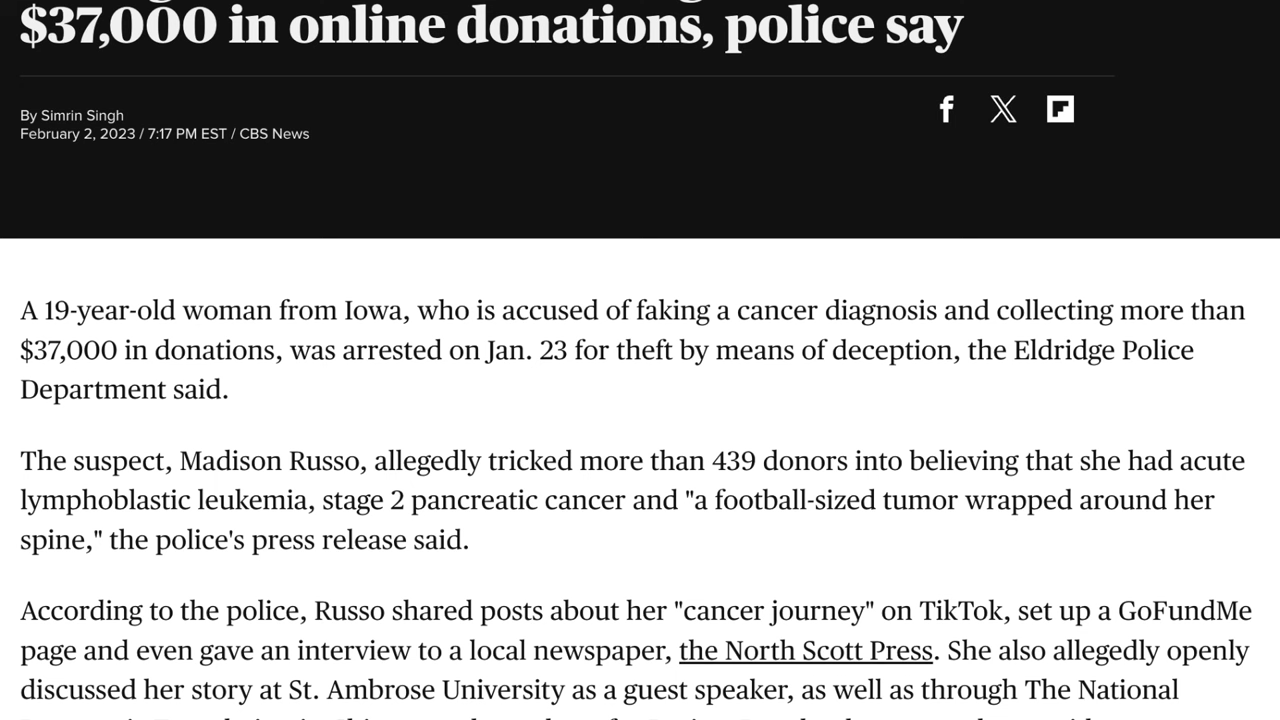 $37,000 in online donations, police say
By Simrin Singh
February 2, 2023 / 7:17 PM EST / CBS News
A 19-year-old woman from Iowa, who is accused of faking a cancer diagnosis and collecting more than
$37,000 in donations, was arrested on Jan. 23 for theft by means of deception, the Eldridge Police
Department said.
The suspect, Madison Russo, allegedly tricked more than 439 donors into believing that she had acute
lymphoblastic leukemia, stage 2 pancreatic cancer and "a football-sized tumor wrapped around her
spine," the police's press release said.
According to the police, Russo shared posts about her "cancer journey" on TikTok, set up a GoFundMe
page and even gave an interview to a local newspaper, the North Scott Press. She also allegedly openly
discussed her story at St. Ambrose University as a guest speaker, as well as through The National